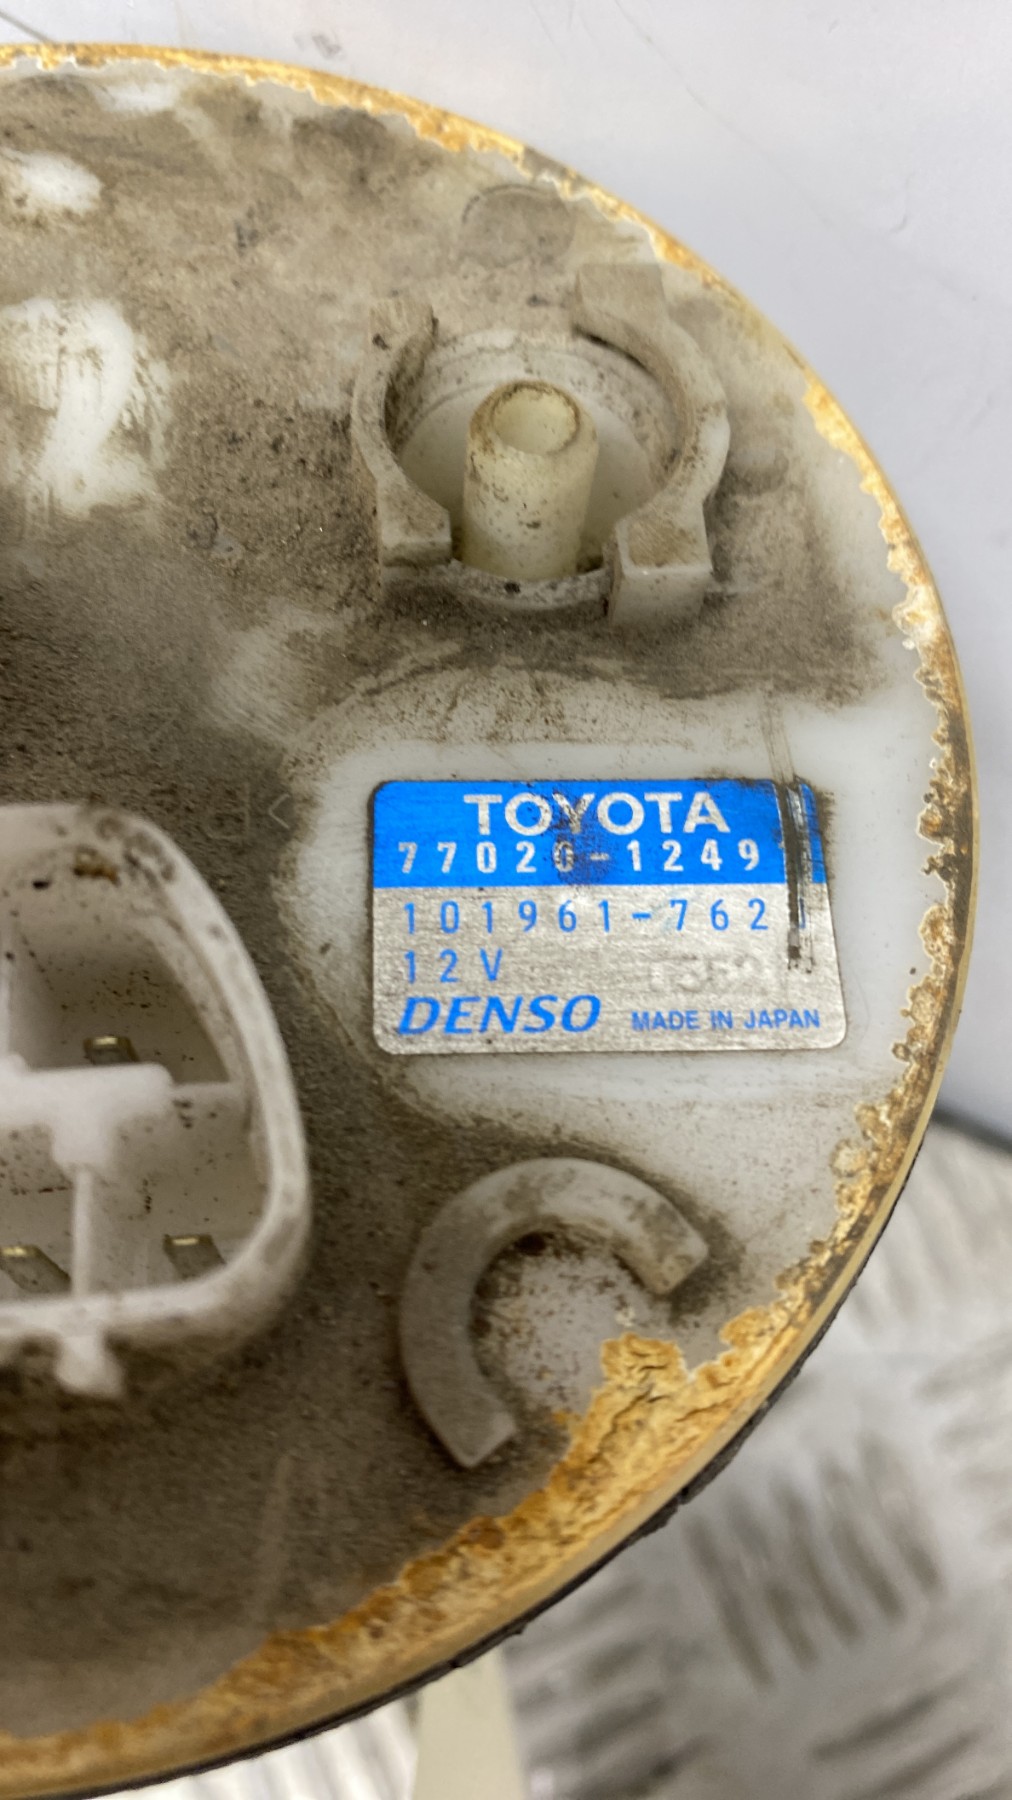 TOYOTA
77020-1249
101961-762
12V
DENSO MADE IN JAPAN